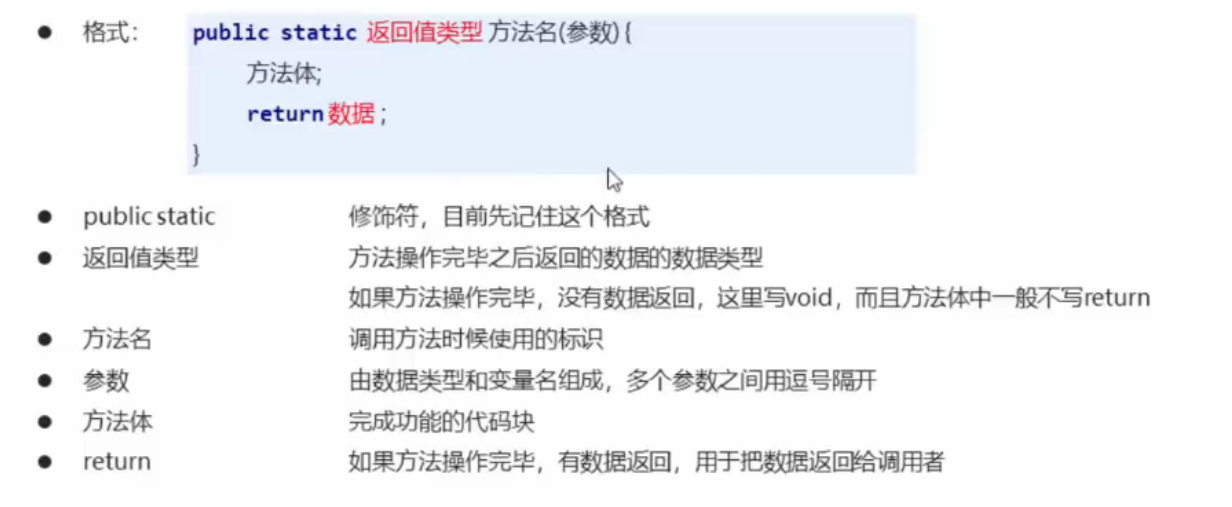 ● 格式： public static 返回值类型 方法名(参数) {
方法体;
return 数据 ;
}
● public static 修饰符，目前先记住这个格式
● 返回值类型 方法操作完毕之后返回的数据的数据类型
如果方法操作完毕，没有数据返回，这里写void，而且方法体中一般不写return
● 方法名 调用方法时候使用的标识
● 参数 由数据类型和变量名组成，多个参数之间用逗号隔开
● 方法体 完成功能的代码块
● return 如果方法操作完毕，有数据返回，用于把数据返回给调用者